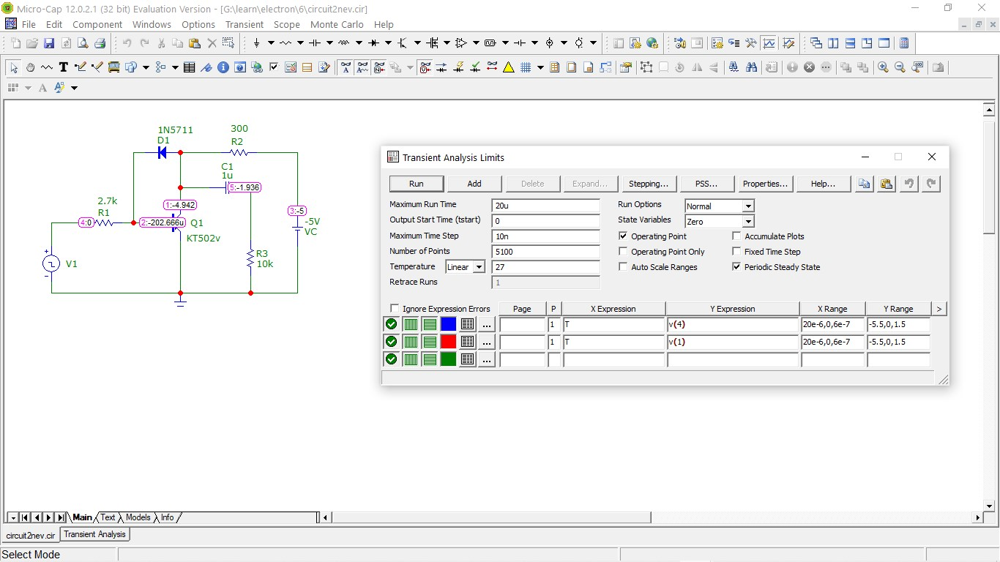 Micro-Cap 12.0.2.1 (32 bit) Evaluation Version - [G:\learn\electron\6\circuit2nev.cir]
File Edit Component Windows Options Transient Scope Monte Carlo Help
1N5711
D1
300
R2
C1
1u
5:-1.936
2.7k
R1
1:-4.942
4:0
2:-202.666u
Q1
KT502v
3:-5
-5V
VC
V1
R3
10k
Transient Analysis Limits
Run Add Delete Expand... Stepping... PSS... Properties... Help...
Maximum Run Time 20u Run Options Normal
Output Start Time (tstart) 0 State Variables Zero
Maximum Time Step 10n Operating Point Accumulate Plots
Number of Points 5100 Operating Point Only Fixed Time Step
Temperature Linear 27 Auto Scale Ranges Periodic Steady State
Retrace Runs 1
Ignore Expression Errors Page P X Expression Y Expression X Range Y Range >
... 1 T v(4) 20e-6,0,6e-7 -5.5,0,1.5
... 1 T v(1) 20e-6,0,6e-7 -5.5,0,1.5
...
Main Text Models Info
circuit2nev.cir Transient Analysis
Select Mode